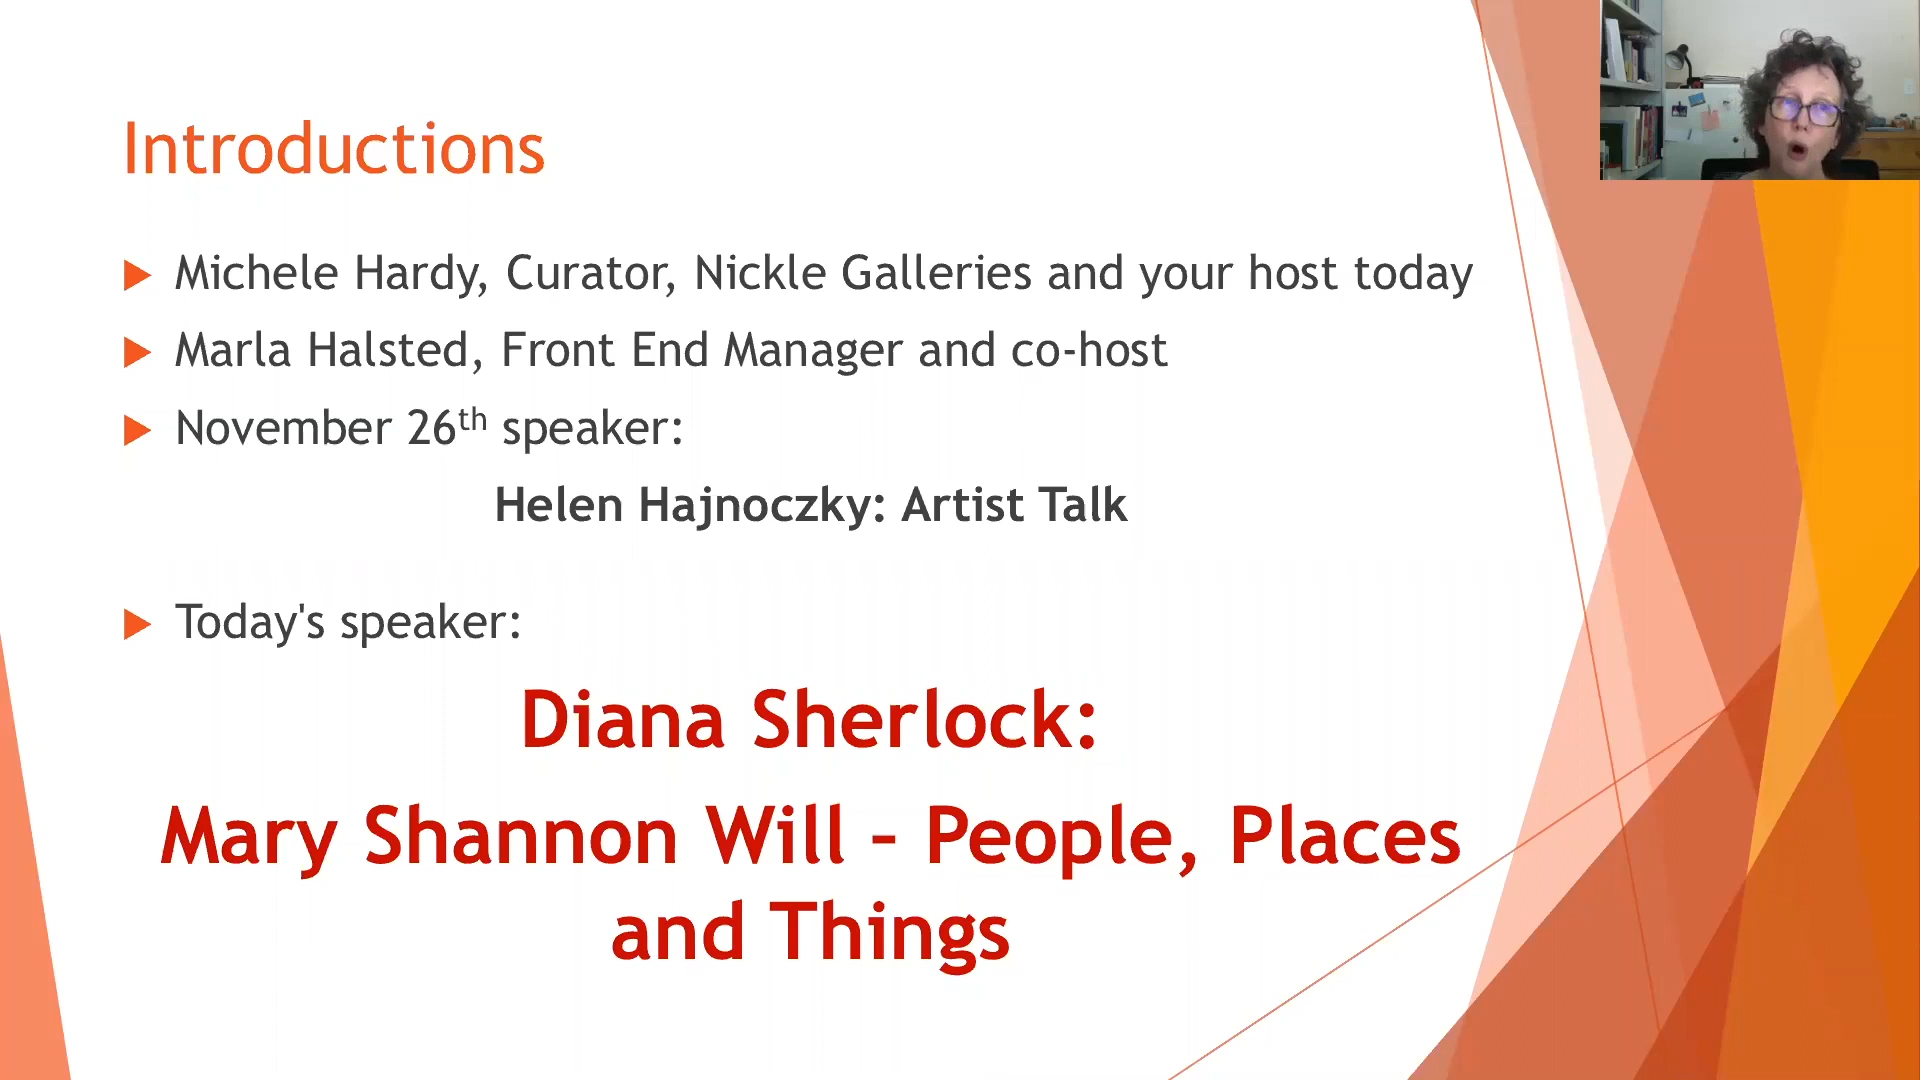 Introductions
Michele Hardy, Curator, Nickle Galleries and your host today
Marla Halsted, Front End Manager and co-host
November 26th speaker:
Helen Hajnoczky: Artist Talk
Today's speaker:
Diana Sherlock:
Mary Shannon Will – People, Places
and Things